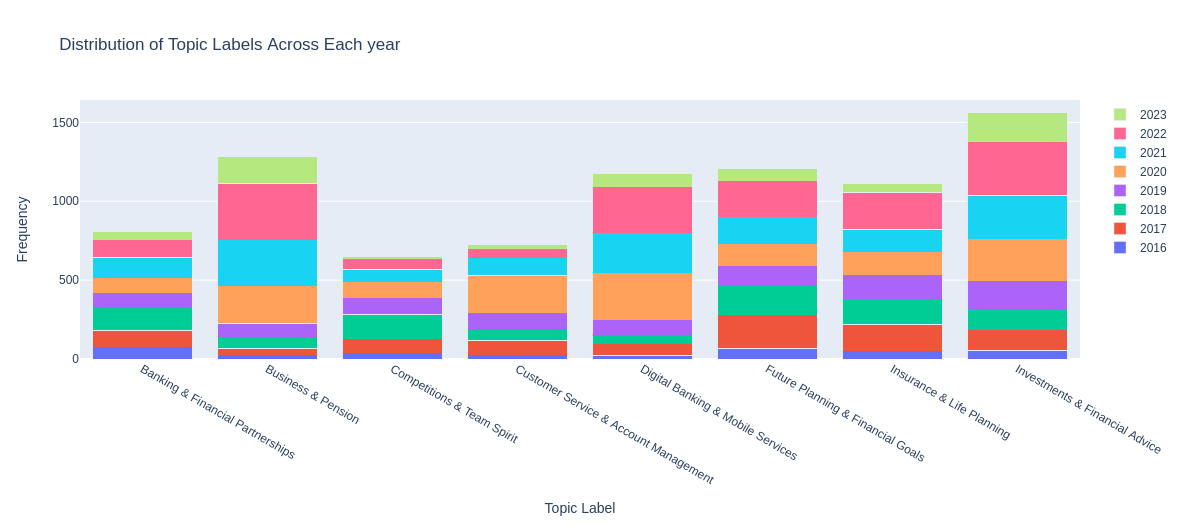 Distribution of Topic Labels Across Each year
Frequency
1500
1000
500
0
2023
2022
2021
2020
2019
2018
2017
2016
Banking & Financial Partnerships
Business & Pension
Competitions & Team Spirit
Customer Service & Account Management
Digital Banking & Mobile Services
Future Planning & Financial Goals
Insurance & Life Planning
Investments & Financial Advice
Topic Label